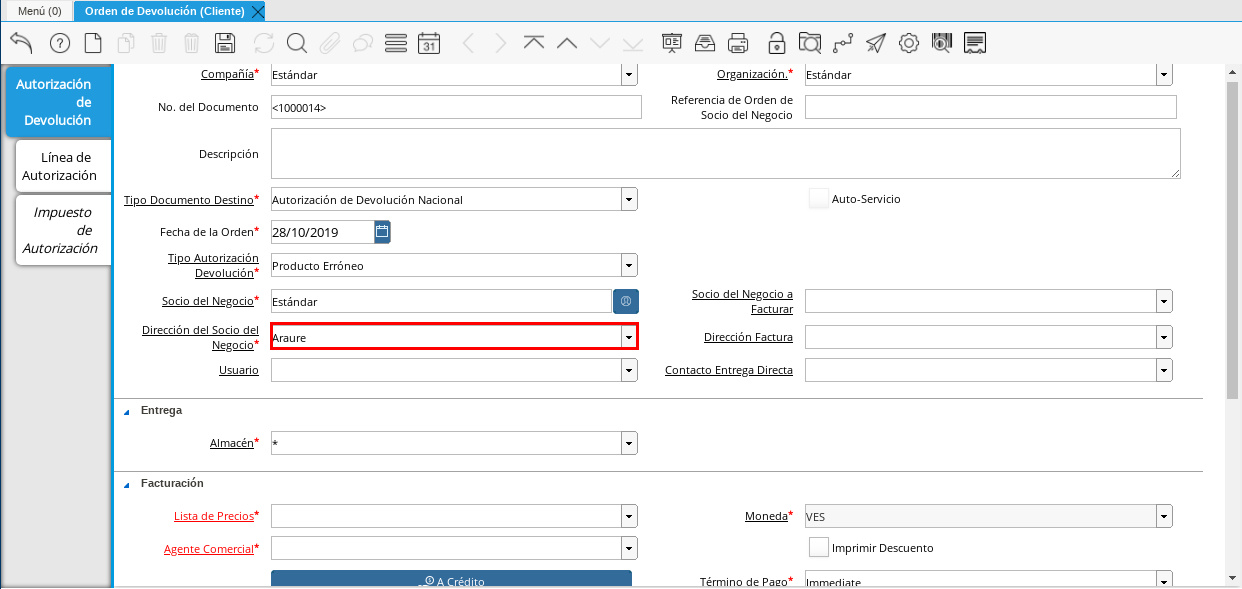 Menú (0)
Orden de Devolución (Cliente)
31
Autorización
de
Devolución
Línea de
Autorización
Impuesto
de
Autorización
Compañía* Estándar
Organización.* Estándar
No. del Documento <1000014>
Referencia de Orden de
Socio del Negocio
Descripción
Tipo Documento Destino* Autorización de Devolución Nacional
Auto-Servicio
Fecha de la Orden* 28/10/2019
Tipo Autorización
Devolución* Producto Erróneo
Socio del Negocio* Estándar
Socio del Negocio a
Facturar
Dirección del Socio del
Negocio* Araure
Dirección Factura
Usuario
Contacto Entrega Directa
Entrega
Almacén* *
Facturación
Lista de Precios*
Moneda* VES
Agente Comercial*
Imprimir Descuento
A Crédito
Término de Pago* Immediate